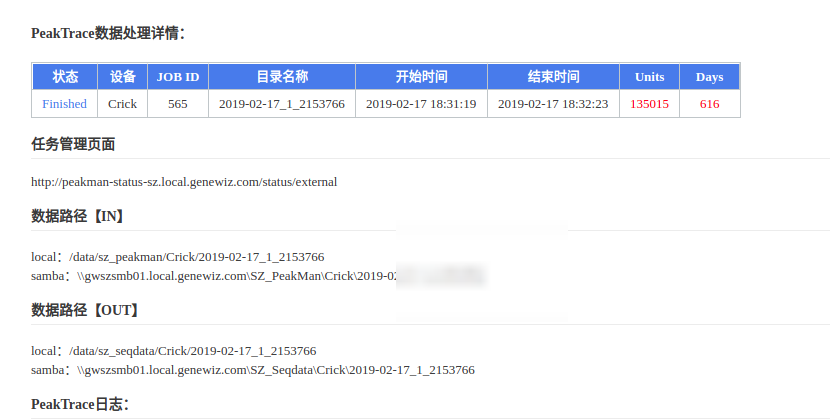 PeakTrace数据处理详情：
状态 设备 JOB ID 目录名称 开始时间 结束时间 Units Days
Finished Crick 565 2019-02-17_1_2153766 2019-02-17 18:31:19 2019-02-17 18:32:23 135015 616
任务管理页面
http://peakman-status-sz.local.genewiz.com/status/external
数据路径【IN】
local：/data/sz_peakman/Crick/2019-02-17_1_2153766
samba：\\gwszsmb01.local.genewiz.com\SZ_PeakMan\Crick\2019-02
数据路径【OUT】
local：/data/sz_seqdata/Crick/2019-02-17_1_2153766
samba：\\gwszsmb01.local.genewiz.com\SZ_Seqdata\Crick\2019-02-17_1_2153766
PeakTrace日志：